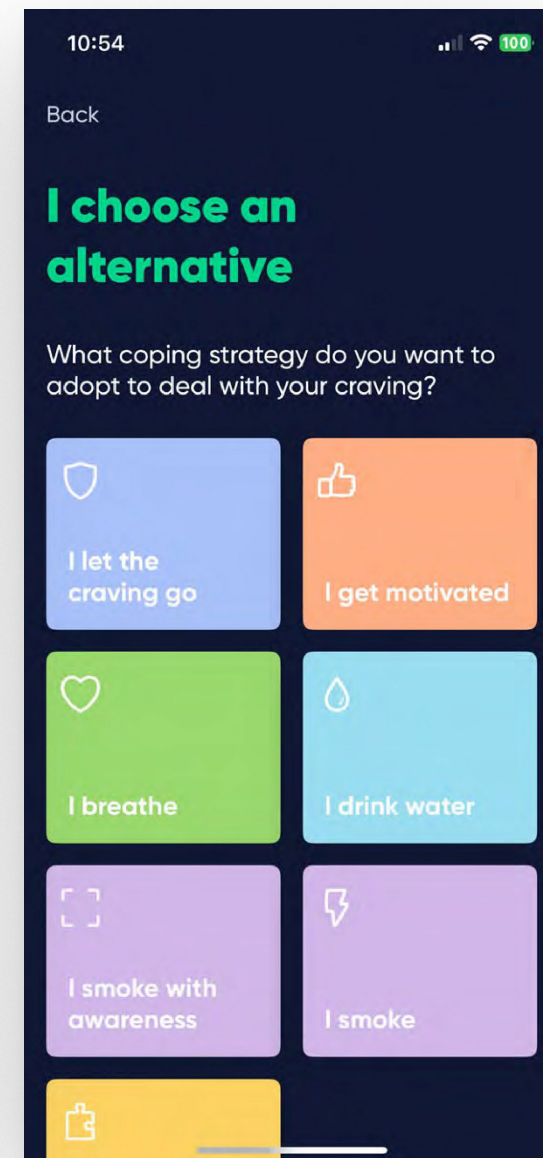 10:54
100
Back
I choose an
alternative
What coping strategy do you want to
adopt to deal with your craving?
I let the
craving go
I get motivated
I breathe
I drink water
I smoke with
awareness
I smoke